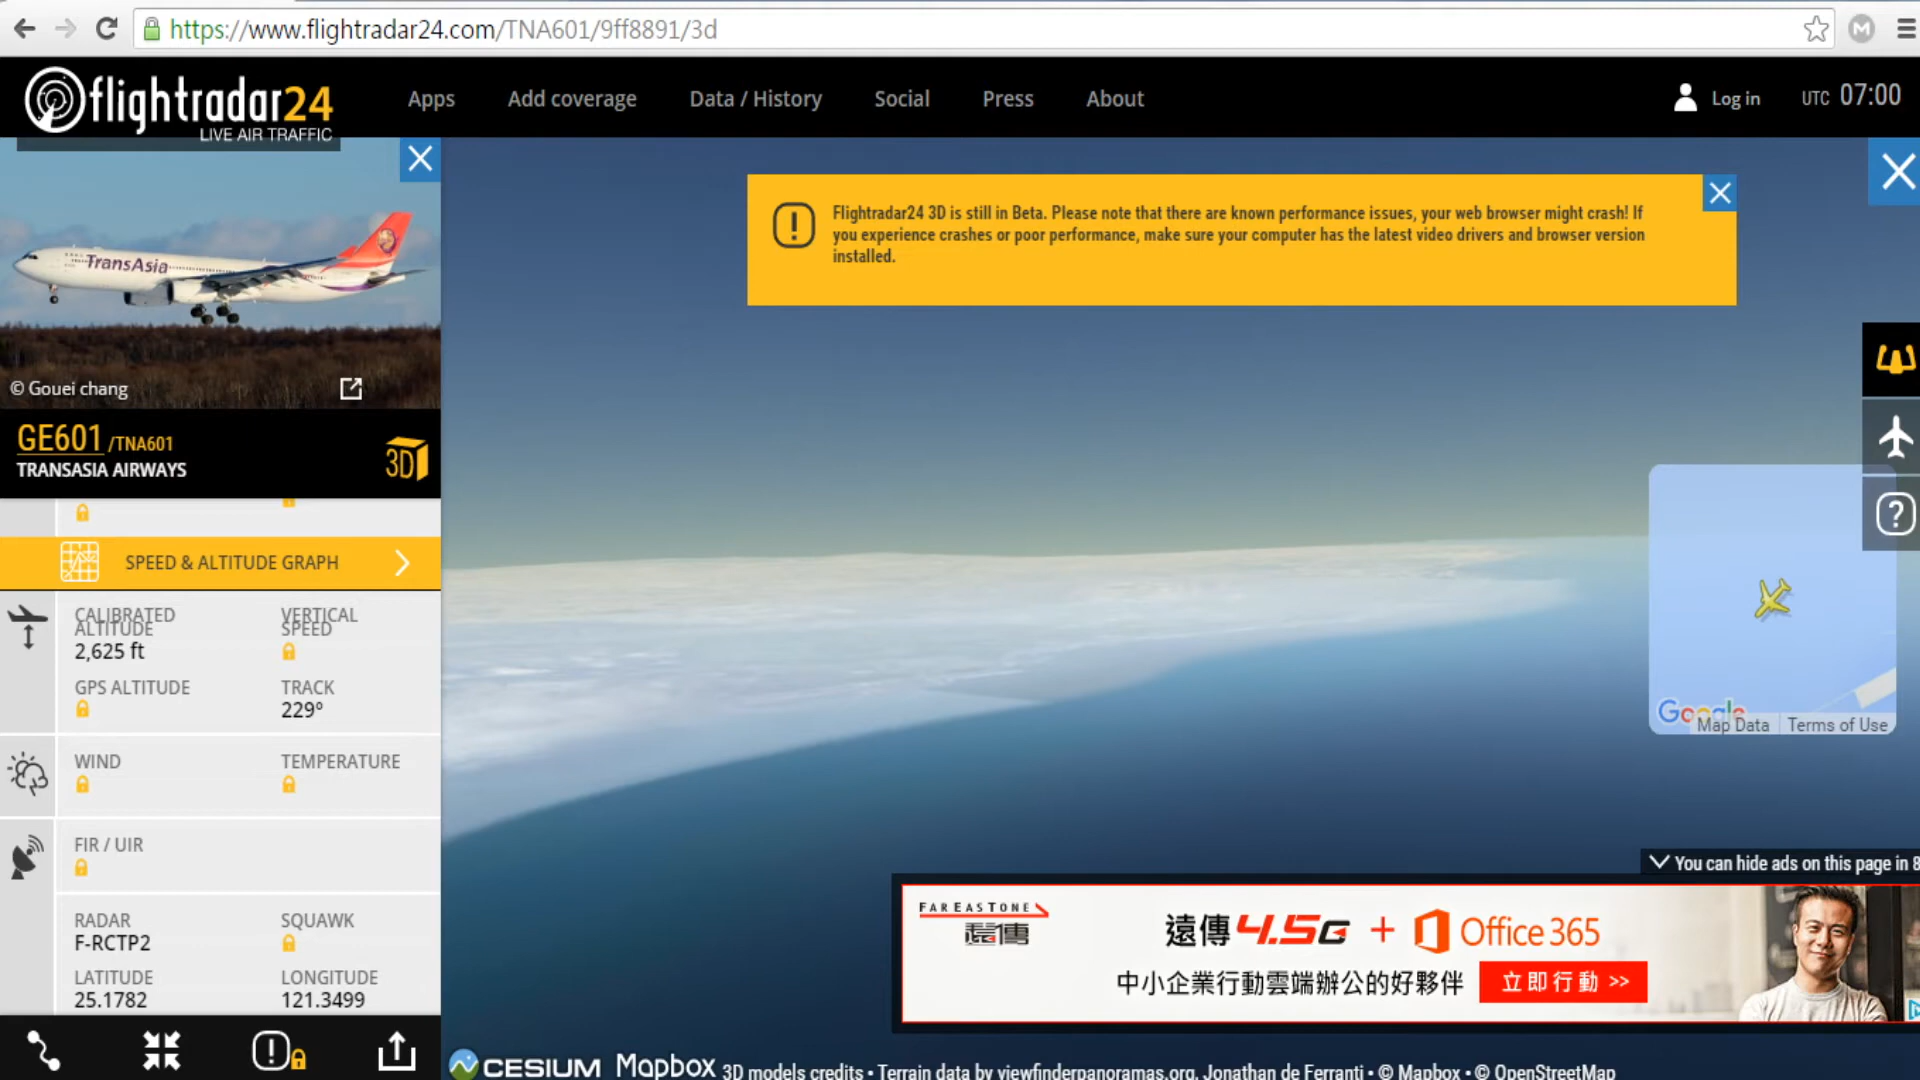 https://www.flightradar24.com/TNA601/9ff8891/3d
flightradar24
LIVE AIR TRAFFIC
Apps
Add coverage
Data / History
Social
Press
About
Log in
UTC 07:00
TransAsia
© Gouei chang
GE601 /TNA601
TRANSASIA AIRWAYS
3D
Flightradar24 3D is still in Beta. Please note that there are known performance issues, your web browser might crash! If
you experience crashes or poor performance, make sure your computer has the latest video drivers and browser version
installed.
SPEED & ALTITUDE GRAPH
CALIBRATED
ALTITUDE
2,625 ft
VERTICAL
SPEED
GPS ALTITUDE
TRACK
229°
WIND
TEMPERATURE
FIR / UIR
RADAR
F-RCTP2
SQUAWK
LATITUDE
25.1782
LONGITUDE
121.3499
Google
Map Data
Terms of Use
You can hide ads on this page in 8
FAREASTONE
遠傳
遠傳4.5G + Office 365
中小企業行動雲端辦公的好夥伴
立即行動 >>
CESIUM Mapbox 3D models credits • Terrain data by viewfinderpanoramas.org, Jonathan de Ferranti • © Mapbox • © OpenStreetMap